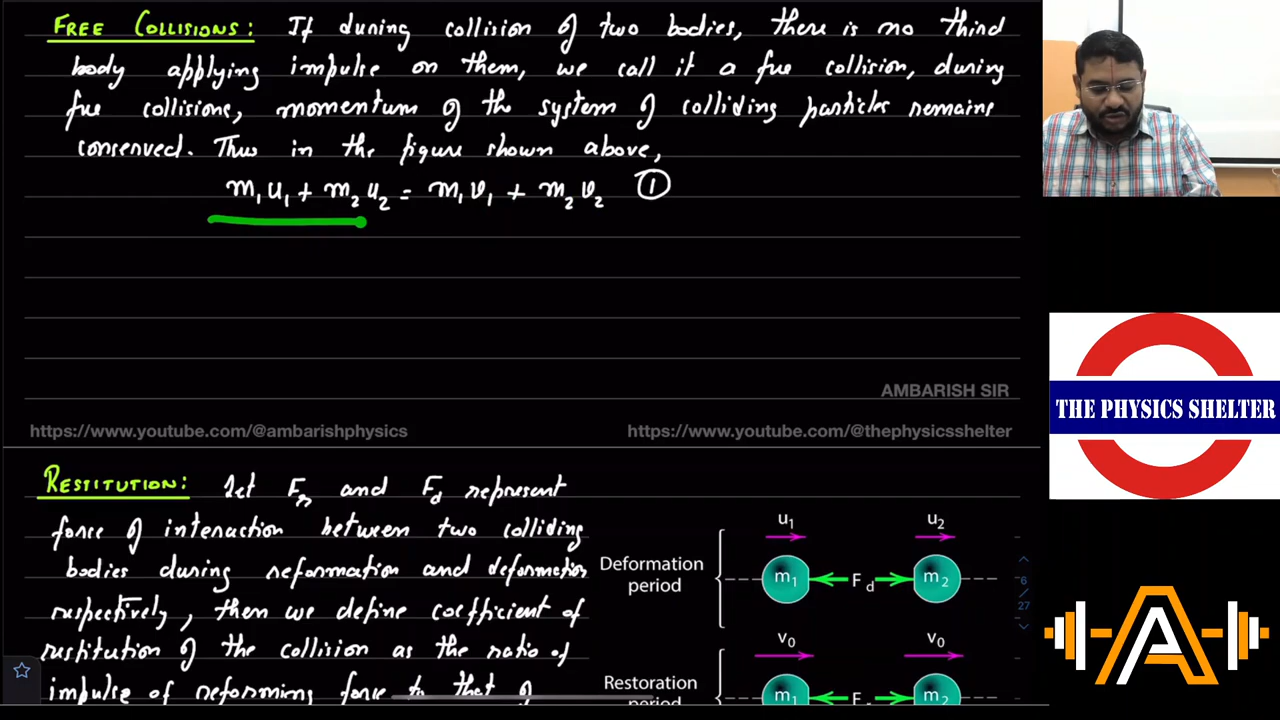 FREE COLLISIONS: If during collision of two bodies, there is no third
body applying impulse on them, we call it a free collision, during
free collisions, momentum of the system of colliding particles remains
conserved. Thus in the figure shown above,
m₁u₁ + m₂u₂ = m₁v₁ + m₂v₂ ①
AMBARISH SIR
https://www.youtube.com/@ambarishphysics
https://www.youtube.com/@thephysicsshelter
RESTITUTION: Let Fᵣ and F_d represent
force of interaction between two colliding
bodies during reformation and deformation
respectively, then we define coefficient of
restitution of the collision as the ratio of
impulse of reforming force to that of
u₁ u₂
Deformation
period
m₁ F_d m₂
v₀ v₀
Restoration
period
m₁ F m₂
6
/
27
THE PHYSICS SHELTER
A